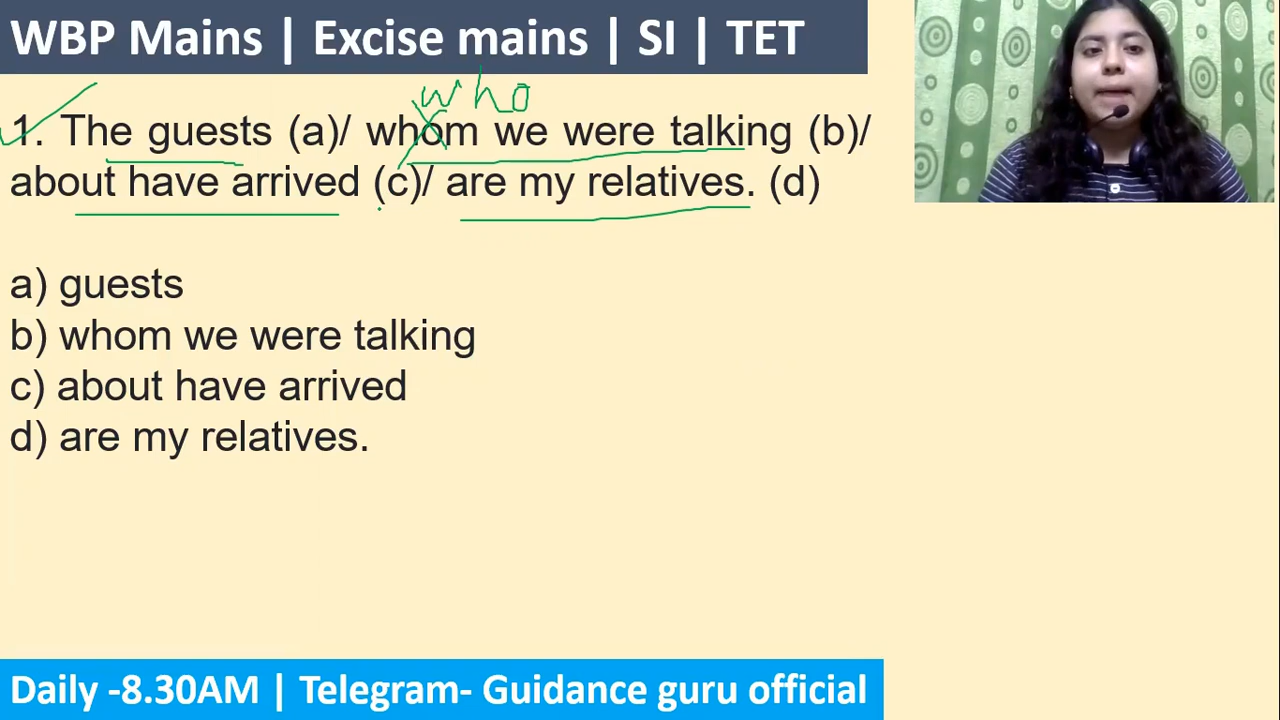 WBP Mains | Excise mains | SI | TET
who
1. The guests (a)/ whom we were talking (b)/
about have arrived (c)/ are my relatives. (d)
a) guests
b) whom we were talking
c) about have arrived
d) are my relatives.
Daily -8.30AM | Telegram- Guidance guru official